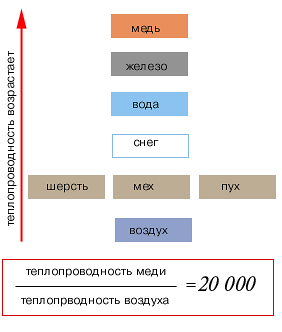 теплопроводность возрастает
медь
железо
вода
снег
шерсть мех пух
воздух
теплопроводность меди
теплопрводность воздуха
=20 000